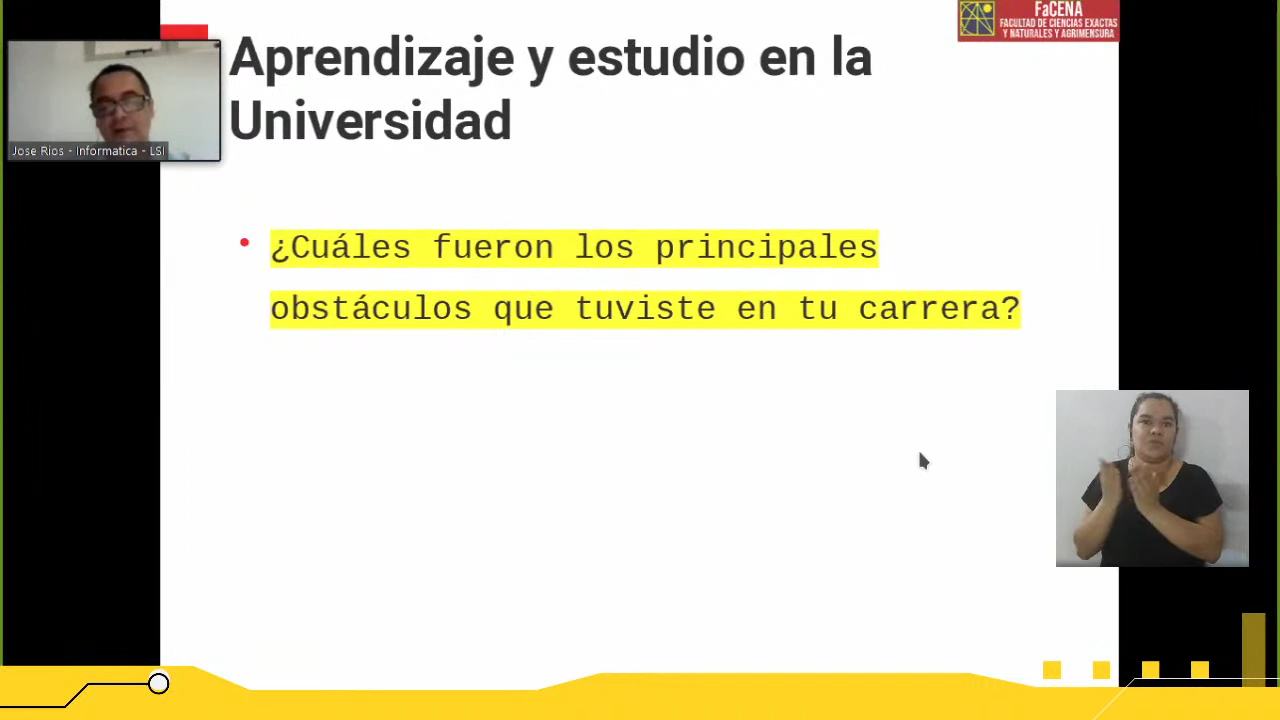 FaCENA
FACULTAD DE CIENCIAS EXACTAS
Y NATURALES Y AGRIMENSURA
Aprendizaje y estudio en la
Universidad
Jose Rios - Informatica - LSI
¿Cuáles fueron los principales
obstáculos que tuviste en tu carrera?